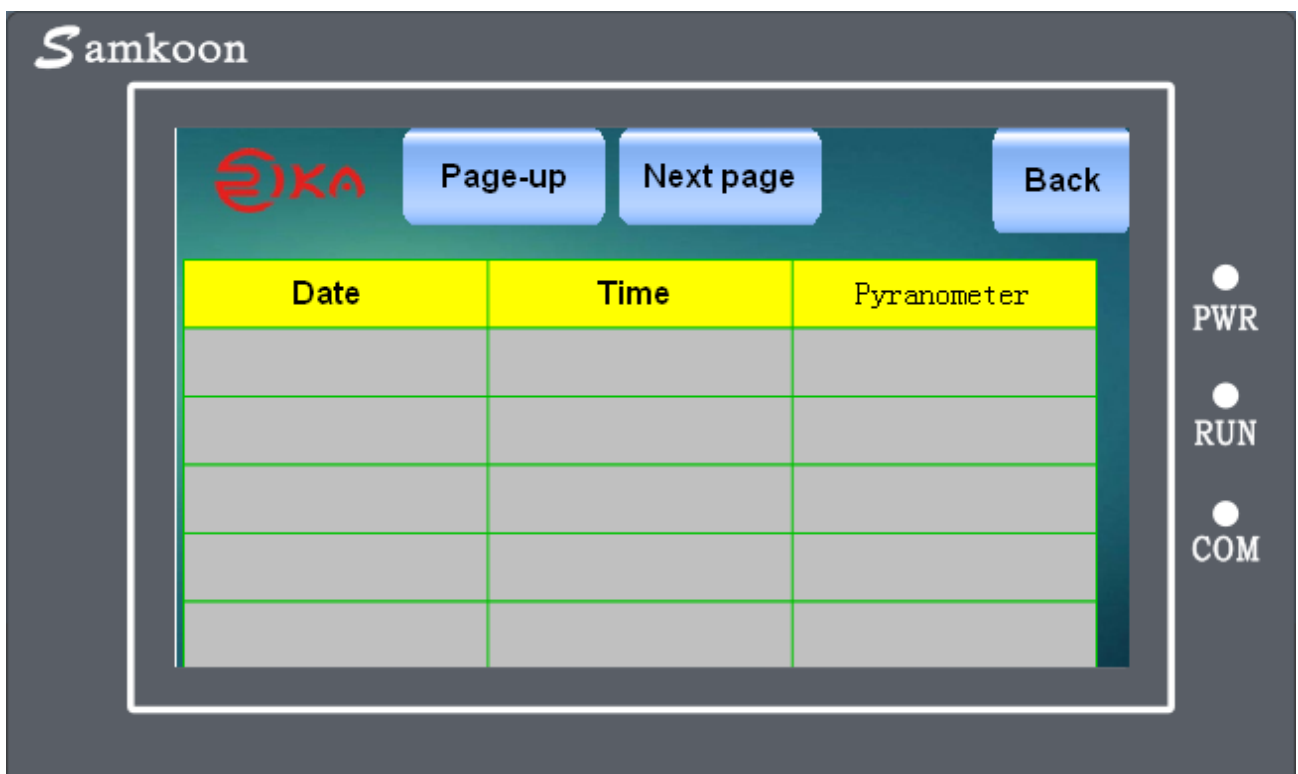 Samkoon
Page-up Next page Back
Date Time Pyranometer
PWR
RUN
COM